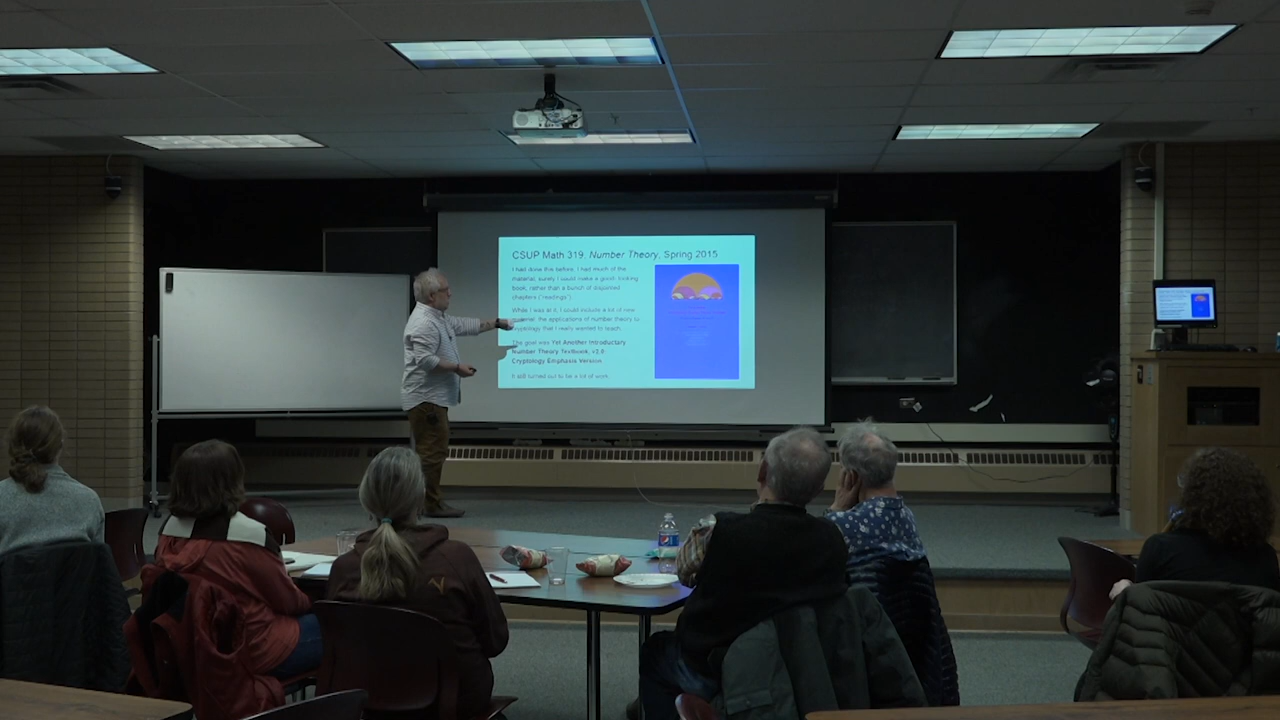 CSUP Math 319, Number Theory, Spring 2015
I had done this before, I had much of the
material, surely I could make a good-looking
book, rather than a bunch of disjointed
chapters ("readings").
While I was at it, I could include a lot of new
material: the applications of number theory to
cryptology that I really wanted to teach.
The goal was Yet Another Introductory
Number Theory Textbook, v2.0
Cryptology Emphasis Version.
It still turned out to be a lot of work.